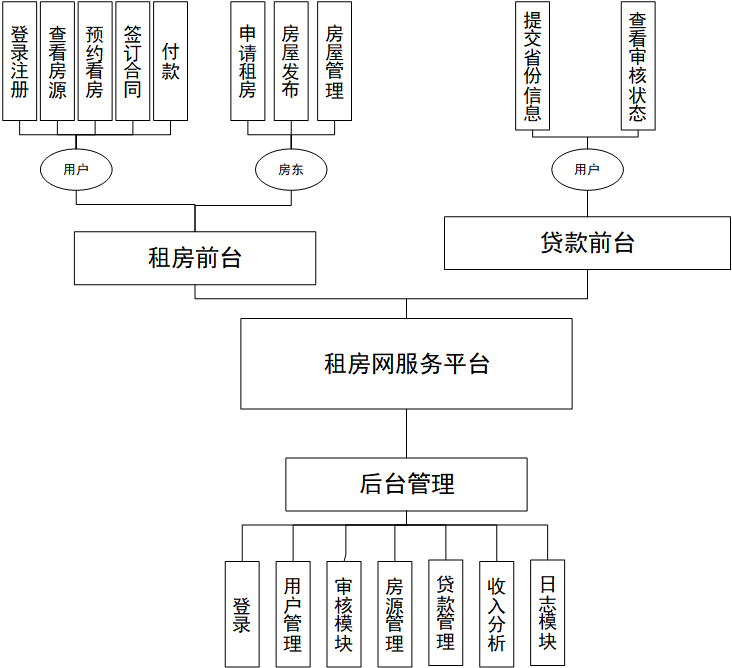 登录注册
查看房源
预约看房
签订合同
付款
申请租房
房屋发布
房屋管理
提交省份信息
查看审核状态
用户
房东
用户
租房前台
贷款前台
租房网服务平台
后台管理
登录
用户管理
审核模块
房源管理
贷款管理
收入分析
日志模块